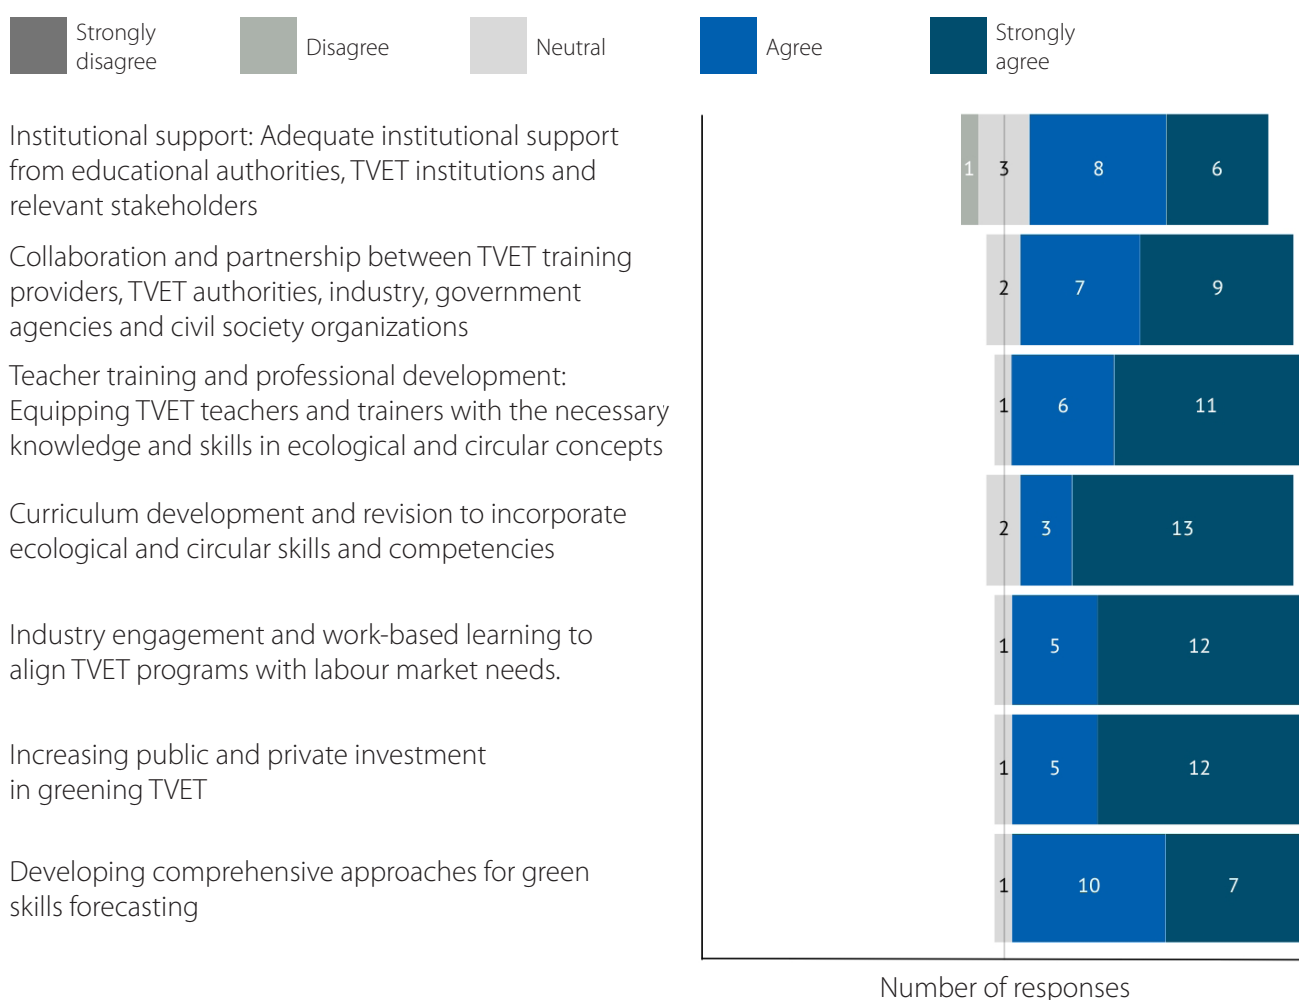 Strongly
disagree
Disagree
Neutral
Agree
Strongly
agree
Institutional support: Adequate institutional support
from educational authorities, TVET institutions and
relevant stakeholders
1 3 8 6
Collaboration and partnership between TVET training
providers, TVET authorities, industry, government
agencies and civil society organizations
2 7 9
Teacher training and professional development:
Equipping TVET teachers and trainers with the necessary
knowledge and skills in ecological and circular concepts
1 6 11
Curriculum development and revision to incorporate
ecological and circular skills and competencies
2 3 13
Industry engagement and work-based learning to
align TVET programs with labour market needs.
1 5 12
Increasing public and private investment
in greening TVET
1 5 12
Developing comprehensive approaches for green
skills forecasting
1 10 7
Number of responses